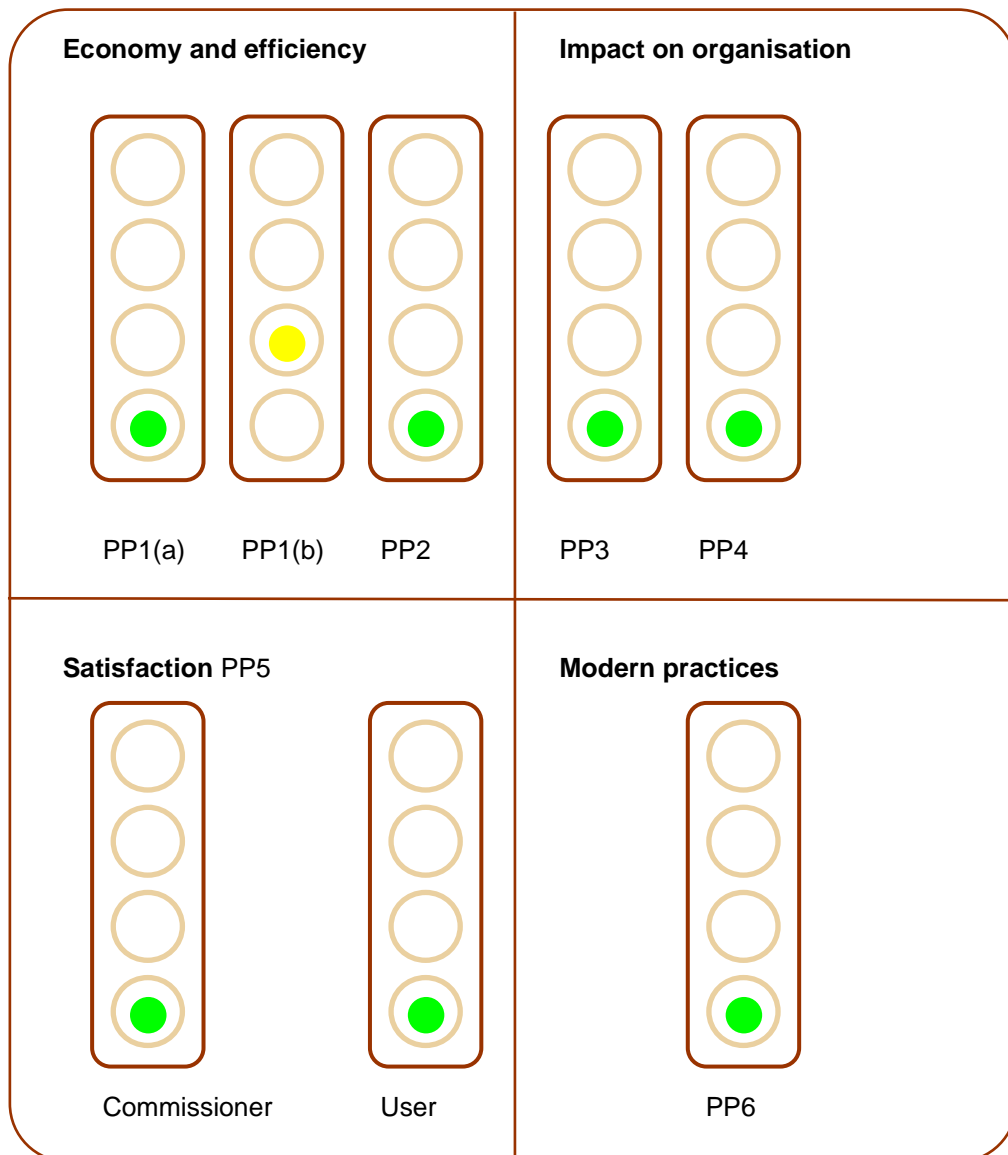 Economy and efficiency
Impact on organisation
PP1(a)
PP1(b)
PP2
PP3
PP4
Satisfaction PP5
Modern practices
Commissioner
User
PP6